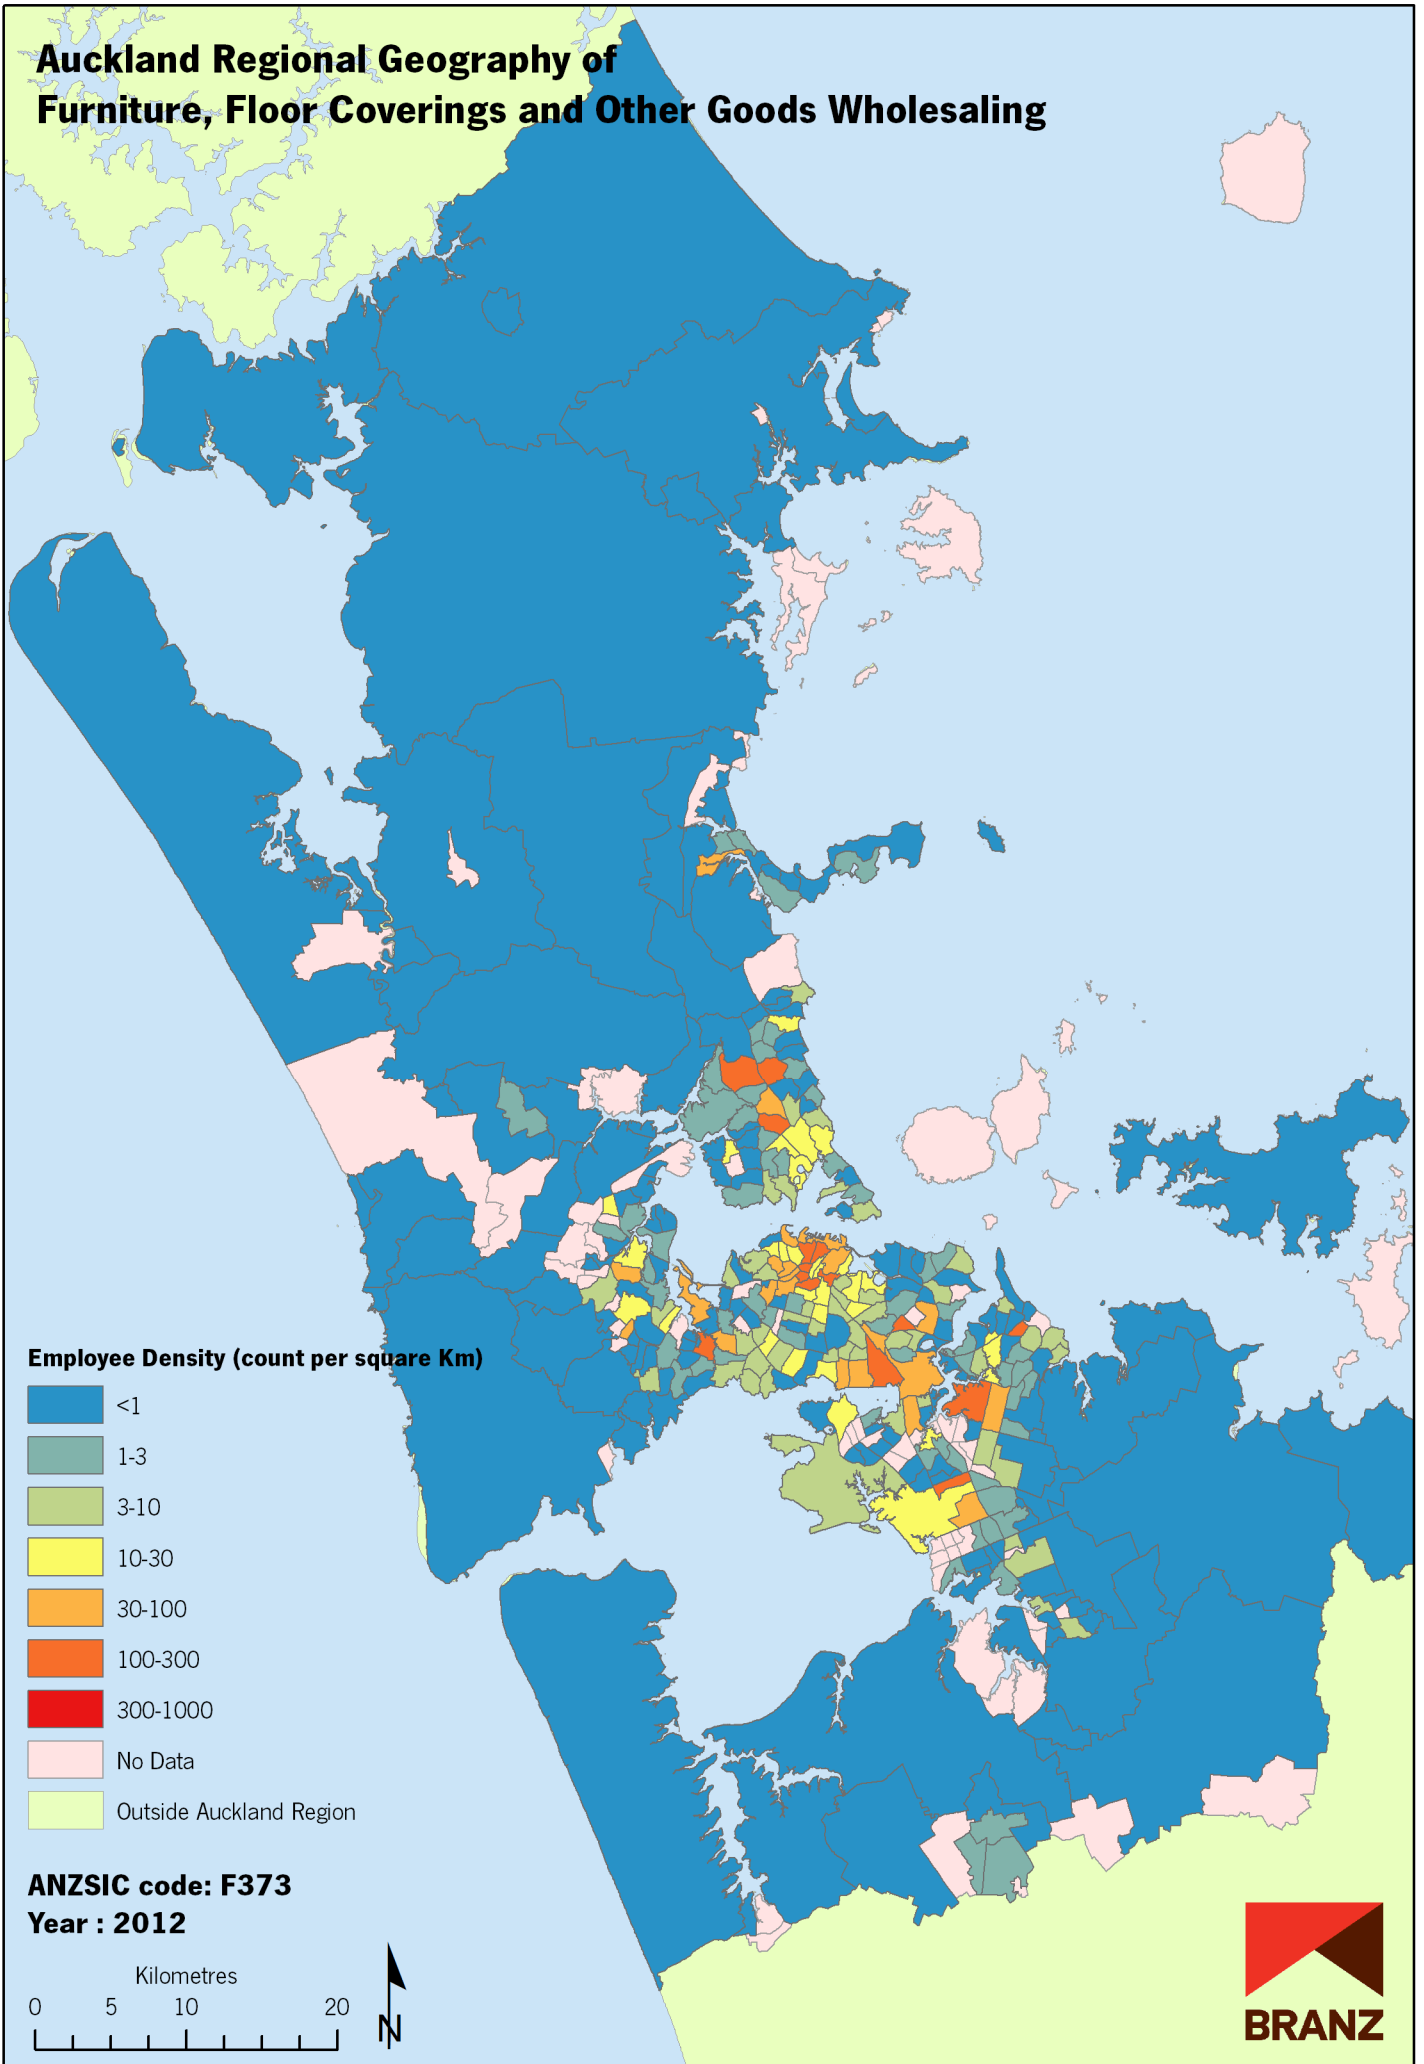 Auckland Regional Geography of
Furniture, Floor Coverings and Other Goods Wholesaling
Employee Density (count per square Km)
<1
1-3
3-10
10-30
30-100
100-300
300-1000
No Data
Outside Auckland Region
ANZSIC code: F373
Year : 2012
Kilometres
0 5 10 20
N
BRANZ